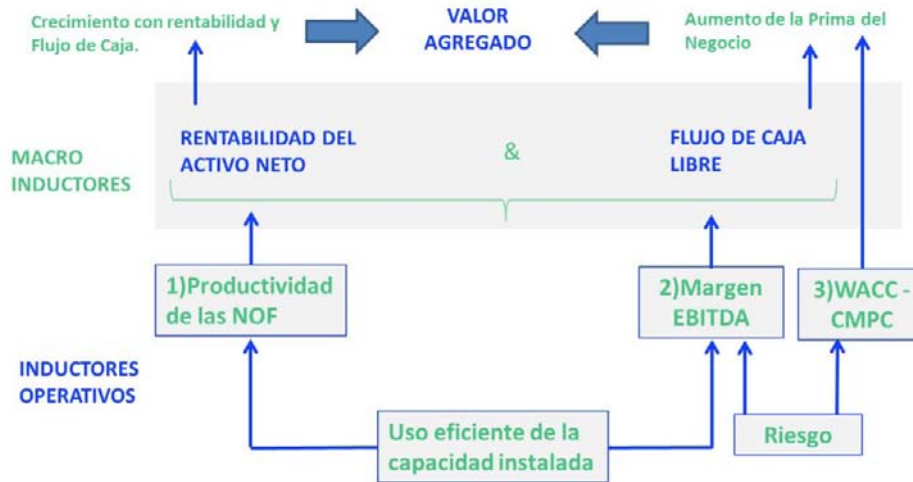 Crecimiento con rentabilidad y
Flujo de Caja.
VALOR
AGREGADO
Aumento de la Prima del
Negocio
MACRO
INDUCTORES
RENTABILIDAD DEL
ACTIVO NETO
&
FLUJO DE CAJA
LIBRE
1)Productividad
de las NOF
2)Margen
EBITDA
3)WACC -
CMPC
INDUCTORES
OPERATIVOS
Uso eficiente de la
capacidad instalada
Riesgo